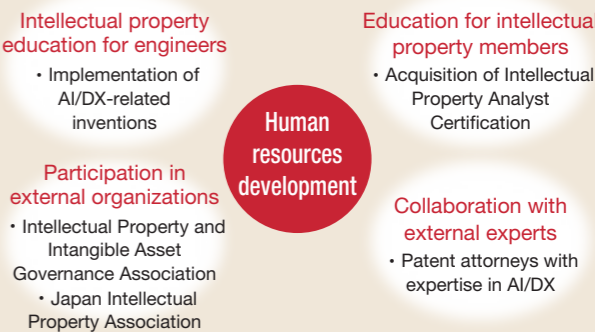 Intellectual property
education for engineers
・Implementation of
AI/DX-related
inventions
Education for intellectual
property members
・Acquisition of Intellectual
Property Analyst
Certification
Human
resources
development
Participation in
external organizations
・Intellectual Property and
Intangible Asset
Governance Association
・Japan Intellectual
Property Association
Collaboration with
external experts
・Patent attorneys with
expertise in AI/DX